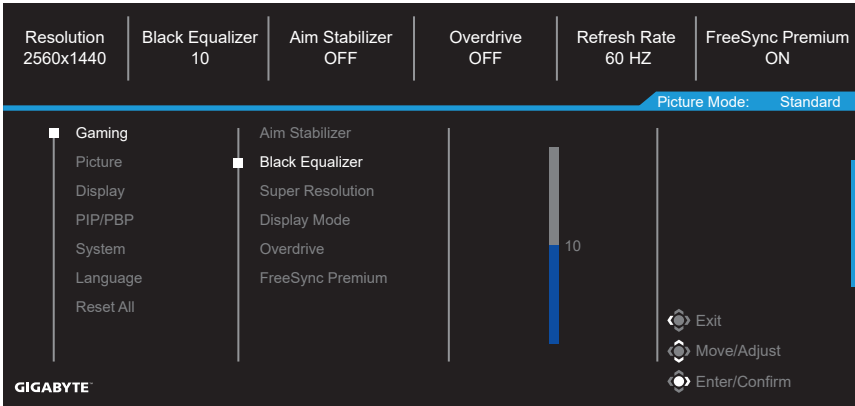 Resolution
2560x1440
Black Equalizer
10
Aim Stabilizer
OFF
Overdrive
OFF
Refresh Rate
60 HZ
FreeSync Premium
ON
Picture Mode: Standard
Gaming
Picture
Display
PIP/PBP
System
Language
Reset All
Aim Stabilizer
Black Equalizer
Super Resolution
Display Mode
Overdrive
FreeSync Premium
10
Exit
Move/Adjust
Enter/Confirm
GIGABYTE™